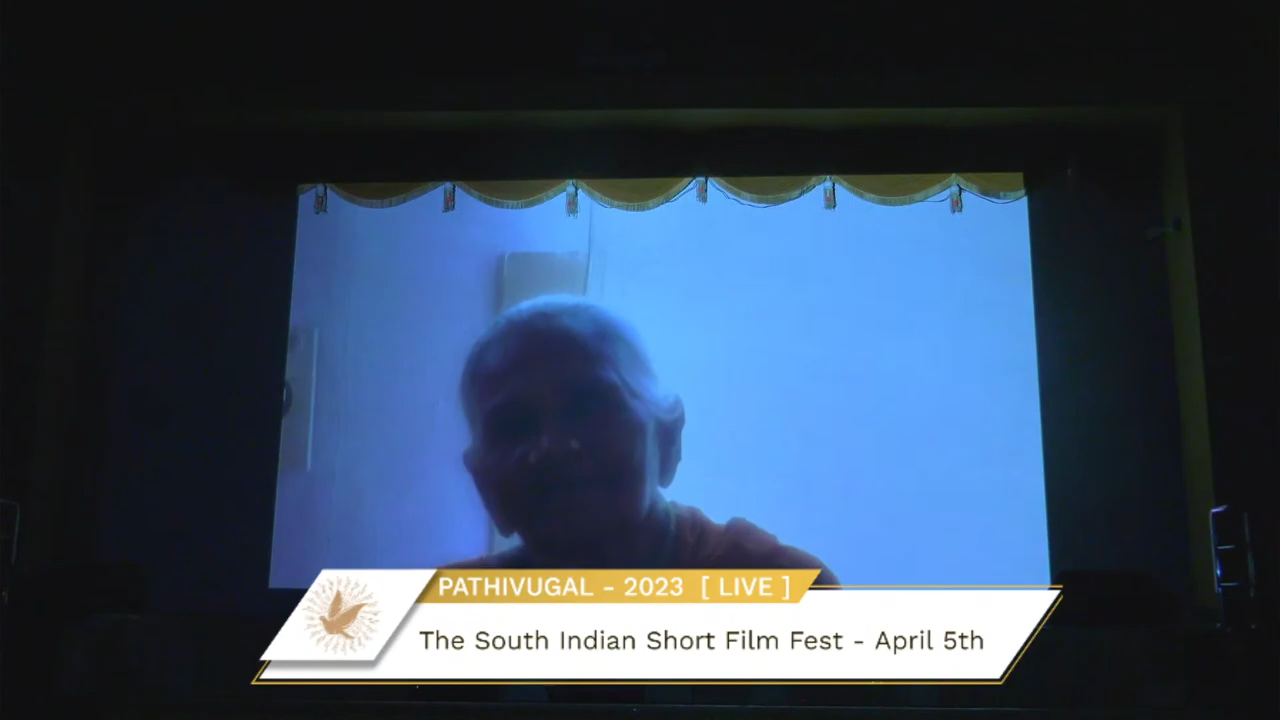 PATHIVUGAL - 2023 [ LIVE ]
The South Indian Short Film Fest - April 5th